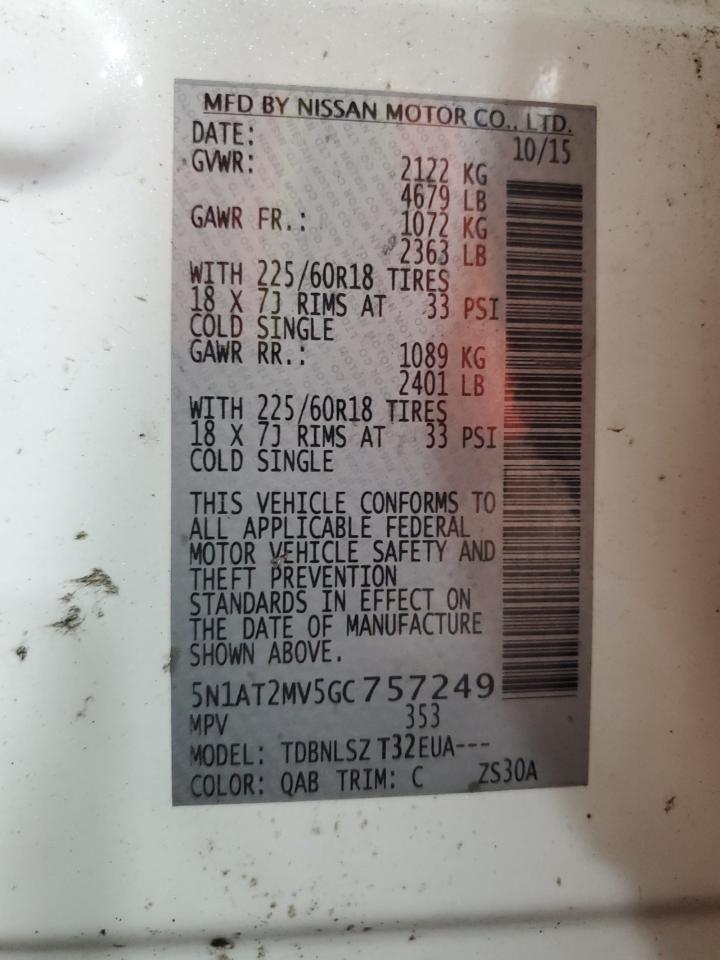 MFD BY NISSAN MOTOR CO., LTD.
DATE: 10/15
GVWR: 2122 KG
4679 LB
GAWR FR.: 1072 KG
2363 LB
WITH 225/60R18 TIRES
18 X 7J RIMS AT 33 PSI
COLD SINGLE
GAWR RR.: 1089 KG
2401 LB
WITH 225/60R18 TIRES
18 X 7J RIMS AT 33 PSI
COLD SINGLE
THIS VEHICLE CONFORMS TO
ALL APPLICABLE FEDERAL
MOTOR VEHICLE SAFETY AND
THEFT PREVENTION
STANDARDS IN EFFECT ON
THE DATE OF MANUFACTURE
SHOWN ABOVE.
5N1AT2MV5GC757249
MPV 353
MODEL: TDBNLSZ T32EUA---
COLOR: QAB TRIM: C ZS30A